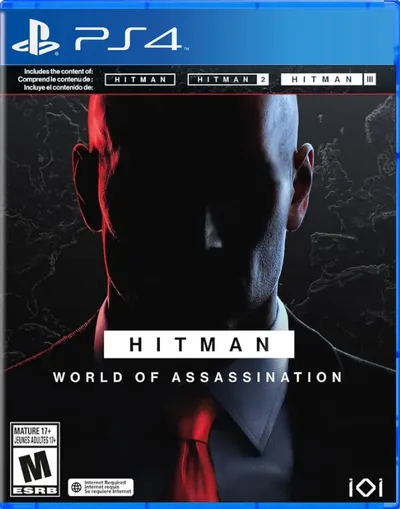 PS4
Includes the content of:
Comprend le contenu de :
Incluye el contenido de:
HITMAN
HITMAN 2
HITMAN III
HITMAN
WORLD OF ASSASSINATION
MATURE 17+
JEUNES ADULTES 17+
M
ESRB
Internet Required
Internet requis
Se requiere Internet
IOI